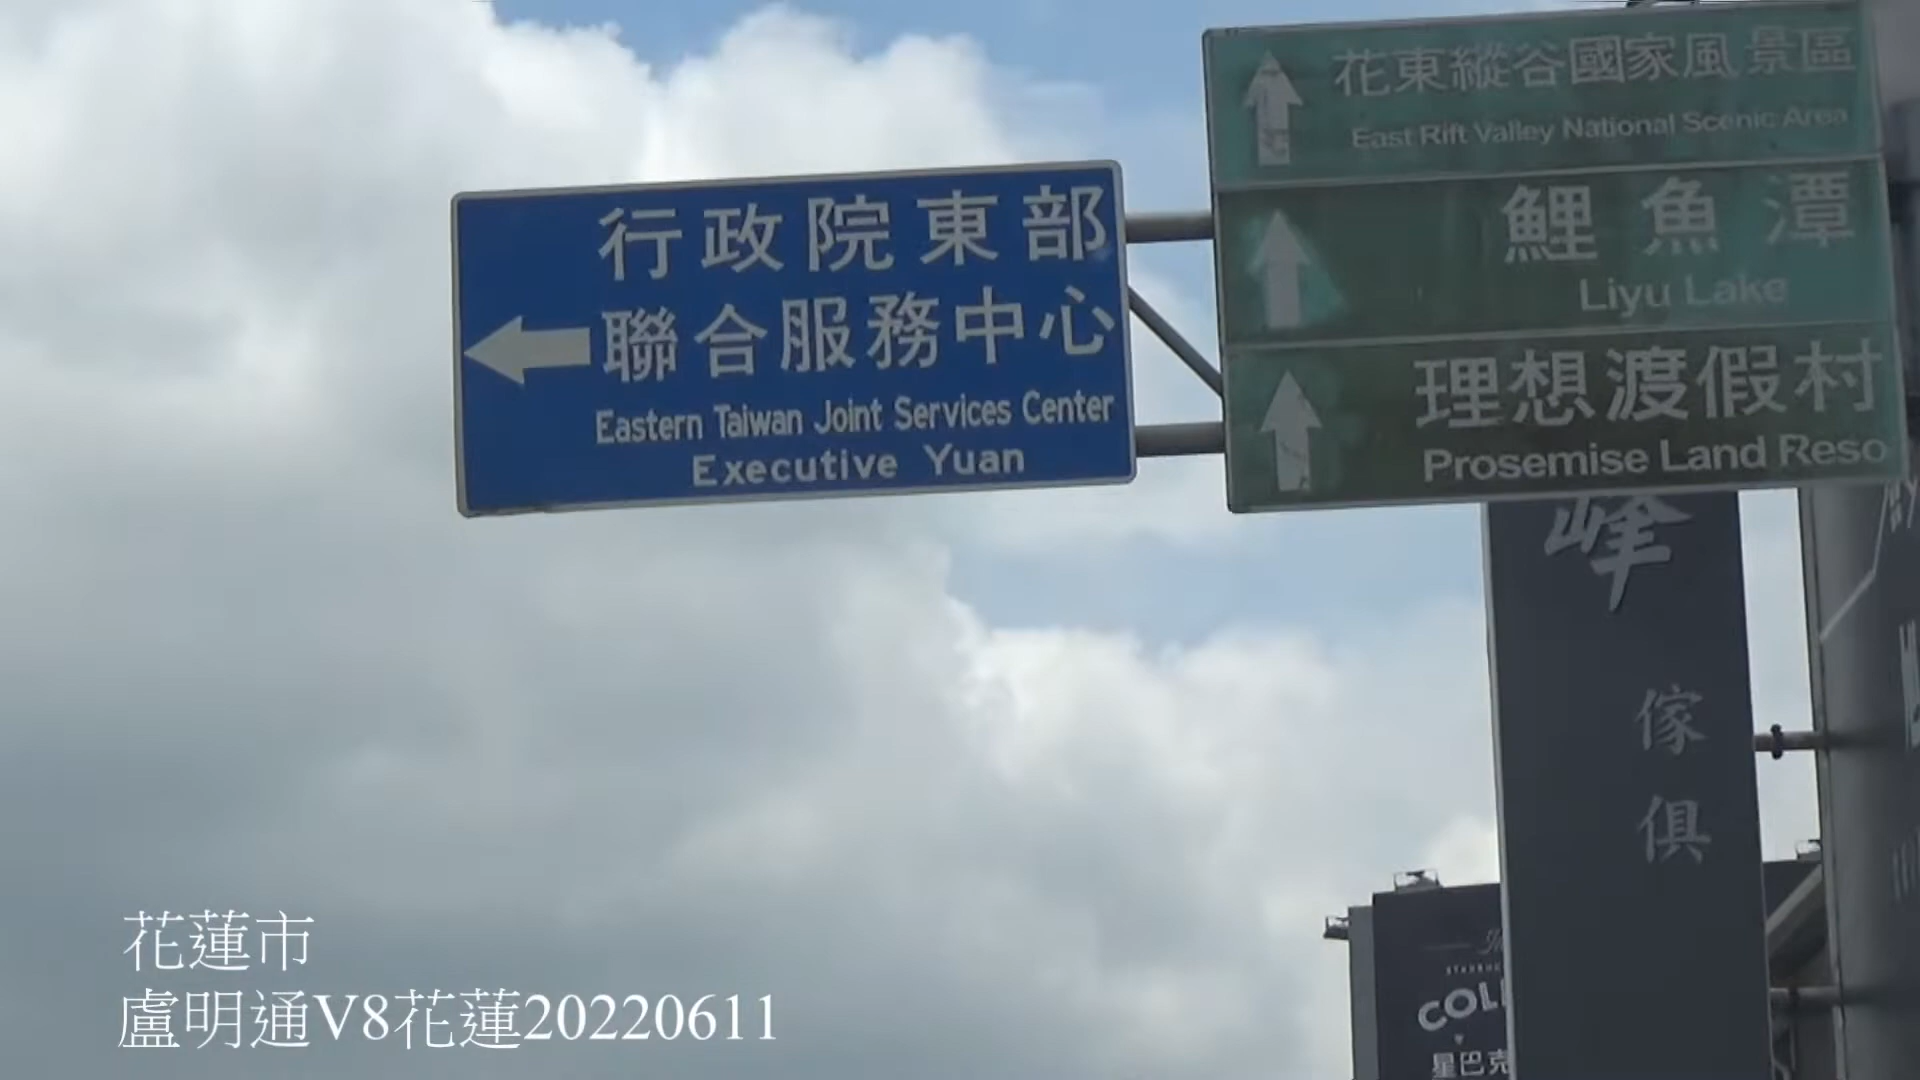 行政院東部
聯合服務中心
Eastern Taiwan Joint Services Center
Executive Yuan
花東縱谷國家風景區
East Rift Valley National Scenic Area
鯉魚潭
Liyu Lake
理想渡假村
Prosemise Land Reso
峰
傢俱
COL
星巴克
花蓮市
盧明通V8花蓮20220611